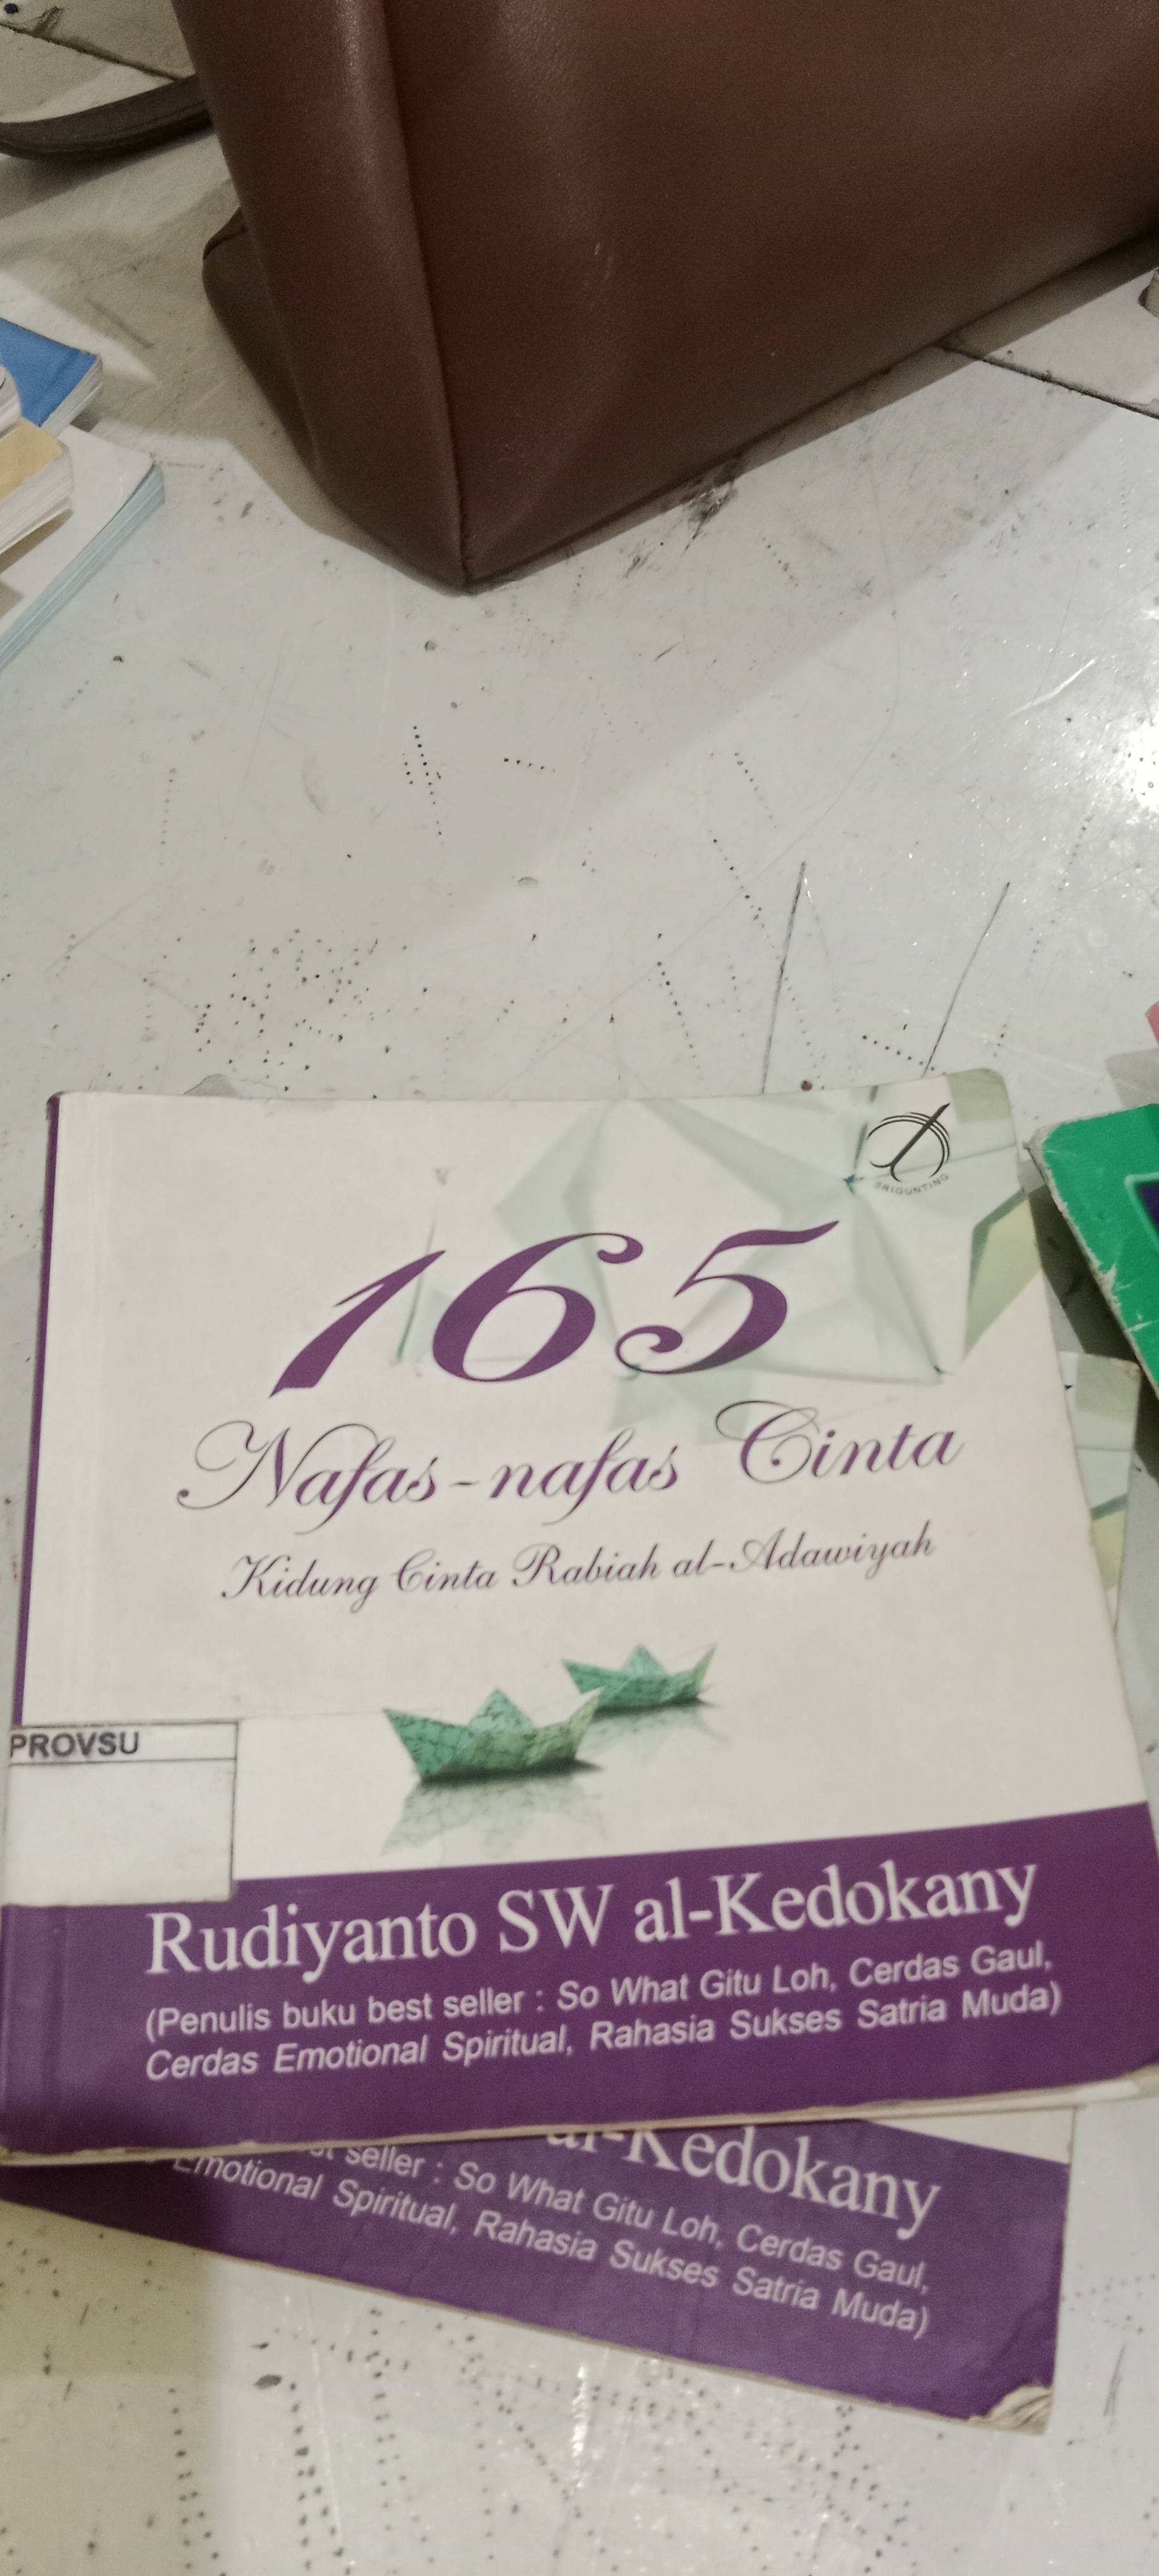 SRIGUNTING
165
Nafas-nafas Cinta
Kidung Cinta Rabiah al-Adawiyah
PROVSU
Rudiyanto SW al-Kedokany
(Penulis buku best seller : So What Gitu Loh, Cerdas Gaul,
Cerdas Emotional Spiritual, Rahasia Sukses Satria Muda)
al-Kedokany
seller : So What Gitu Loh, Cerdas Gaul,
Emotional Spiritual, Rahasia Sukses Satria Muda)